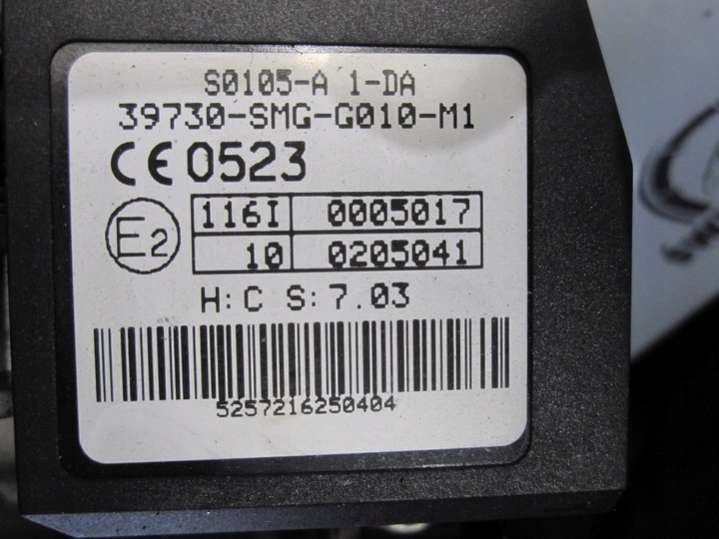 S0105-A 1-DA
39730-SMG-G010-M1
CE 0523
E2
116I 0005017
10 0205041
H: C S: 7.03
5257216250404